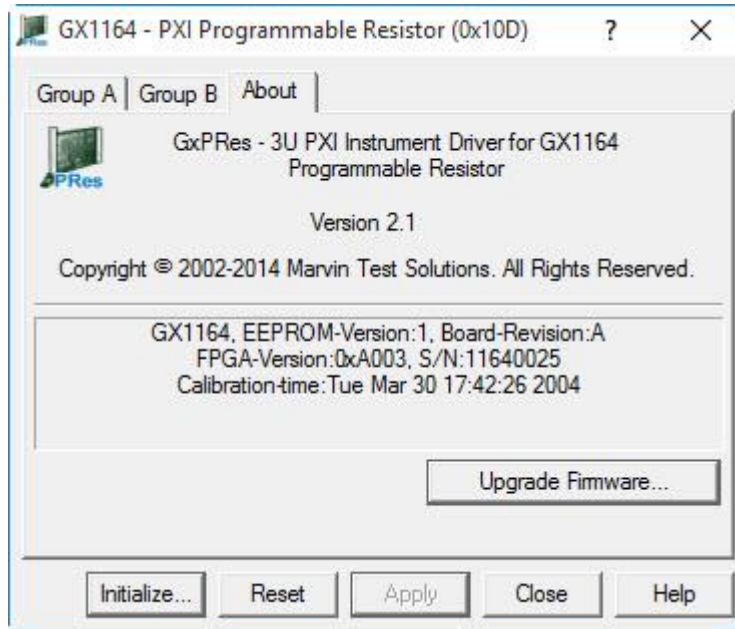 GX1164 - PXI Programmable Resistor (0x10D) ? X
Group A Group B About
PRes
GxPRes - 3U PXI Instrument Driver for GX1164
Programmable Resistor
Version 2.1
Copyright © 2002-2014 Marvin Test Solutions. All Rights Reserved.
GX1164, EEPROM-Version:1, Board-Revision:A
FPGA-Version:0xA003, S/N:11640025
Calibration-time:Tue Mar 30 17:42:26 2004
Upgrade Firmware...
Initialize... Reset Apply Close Help